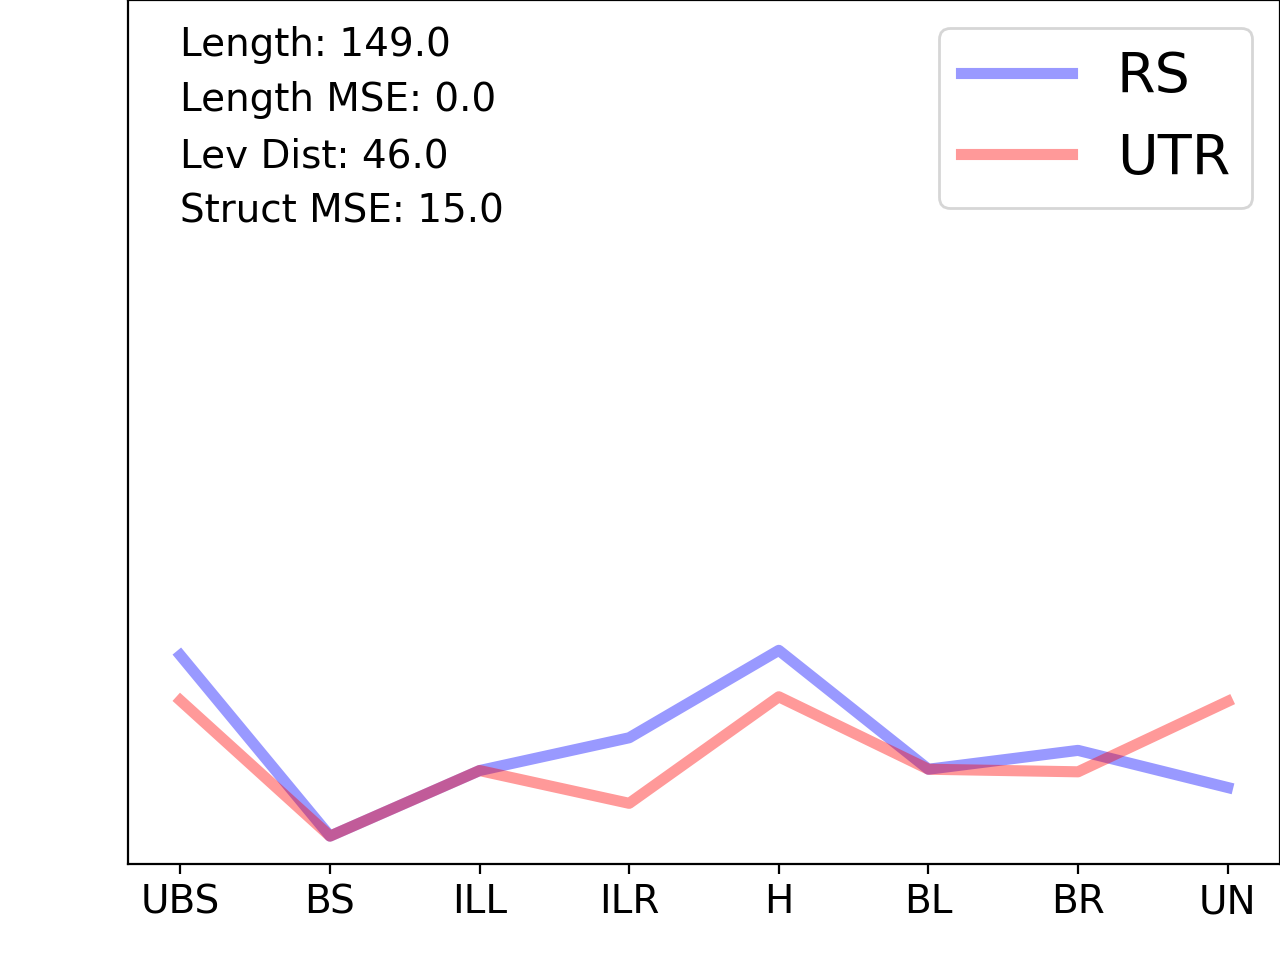 Length: 149.0
Length MSE: 0.0
Lev Dist: 46.0
Struct MSE: 15.0
RS
UTR
UBS BS ILL ILR H BL BR UN